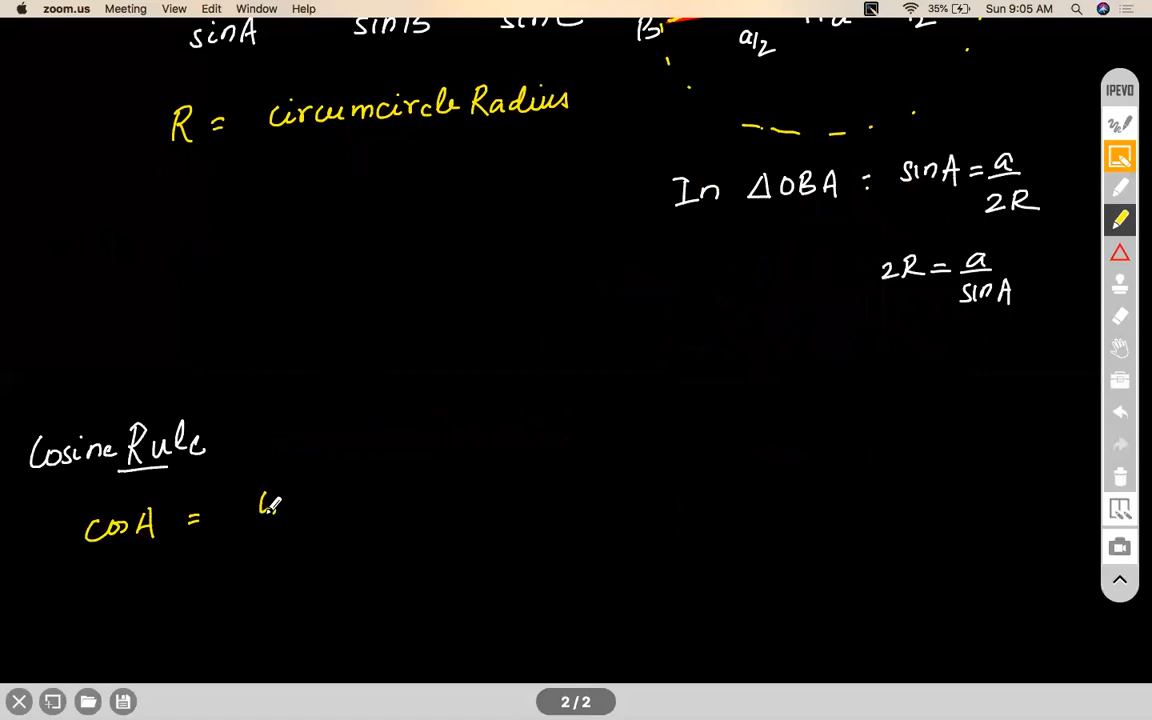 zoom.us Meeting View Edit Window Help 35% Sun 9:05 AM
sinA
B
a/2
IPEVO
R = circumcircle Radius
In △OBA : sinA = a/2R
2R = a/sinA
Cosine Rule
cosA =
2/2